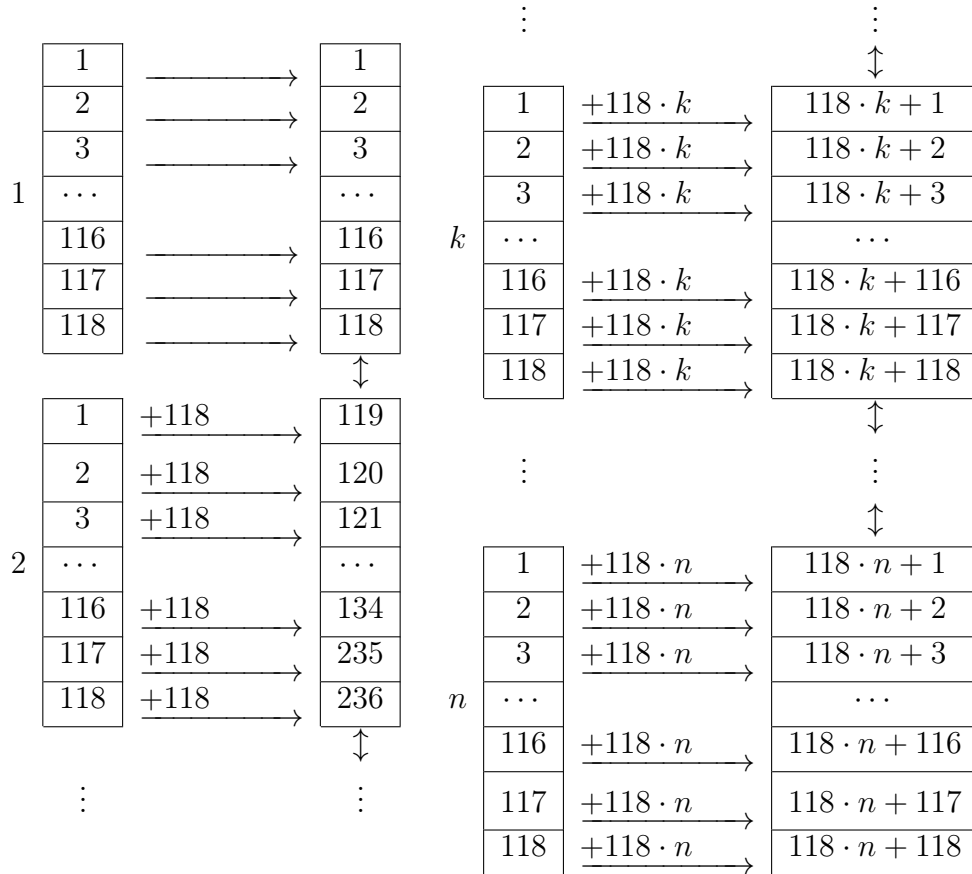 1 1
2 2
3 3
1 ··· ···
116 116
117 117
118 118
1 +118 119
2 +118 120
3 +118 121
2 ··· ···
116 +118 134
117 +118 235
118 +118 236
⋮ ⋮
⋮ ⋮
1 +118 · k 118 · k + 1
2 +118 · k 118 · k + 2
3 +118 · k 118 · k + 3
k ··· ···
116 +118 · k 118 · k + 116
117 +118 · k 118 · k + 117
118 +118 · k 118 · k + 118
⋮ ⋮
1 +118 · n 118 · n + 1
2 +118 · n 118 · n + 2
3 +118 · n 118 · n + 3
n ··· ···
116 +118 · n 118 · n + 116
117 +118 · n 118 · n + 117
118 +118 · n 118 · n + 118